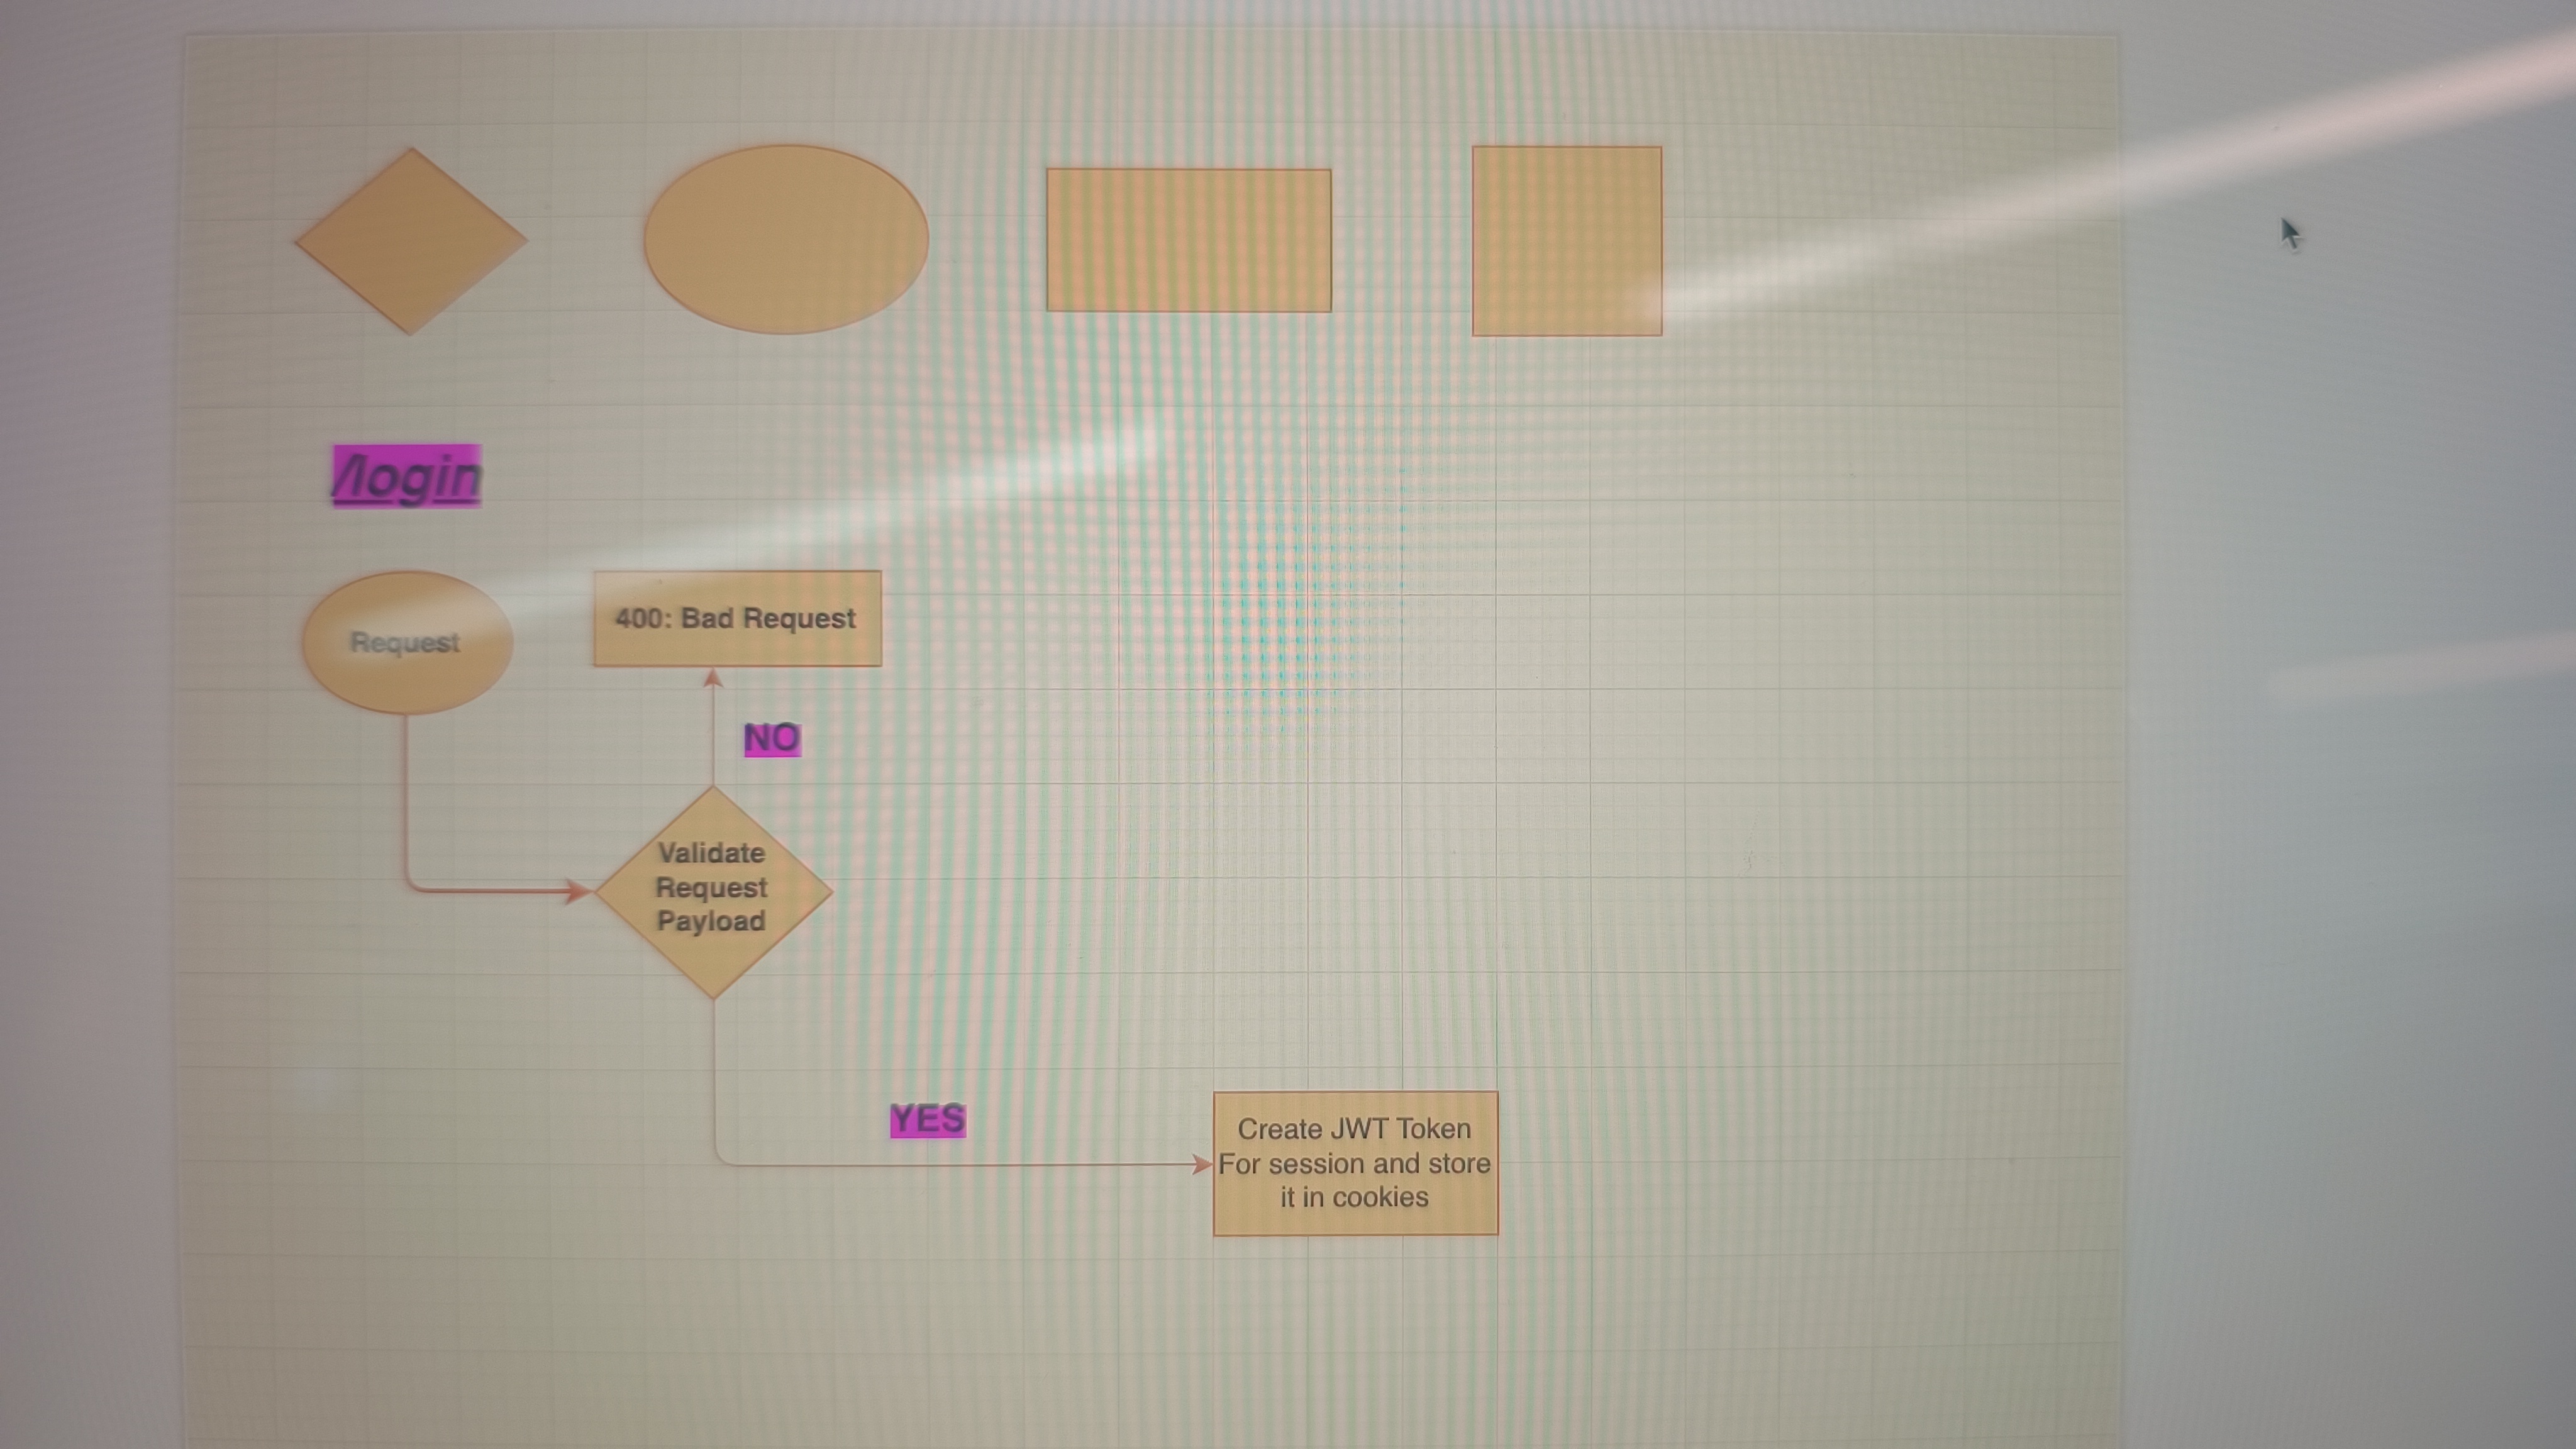 /login
Request
400: Bad Request
NO
Validate
Request
Payload
YES
Create JWT Token
For session and store
it in cookies